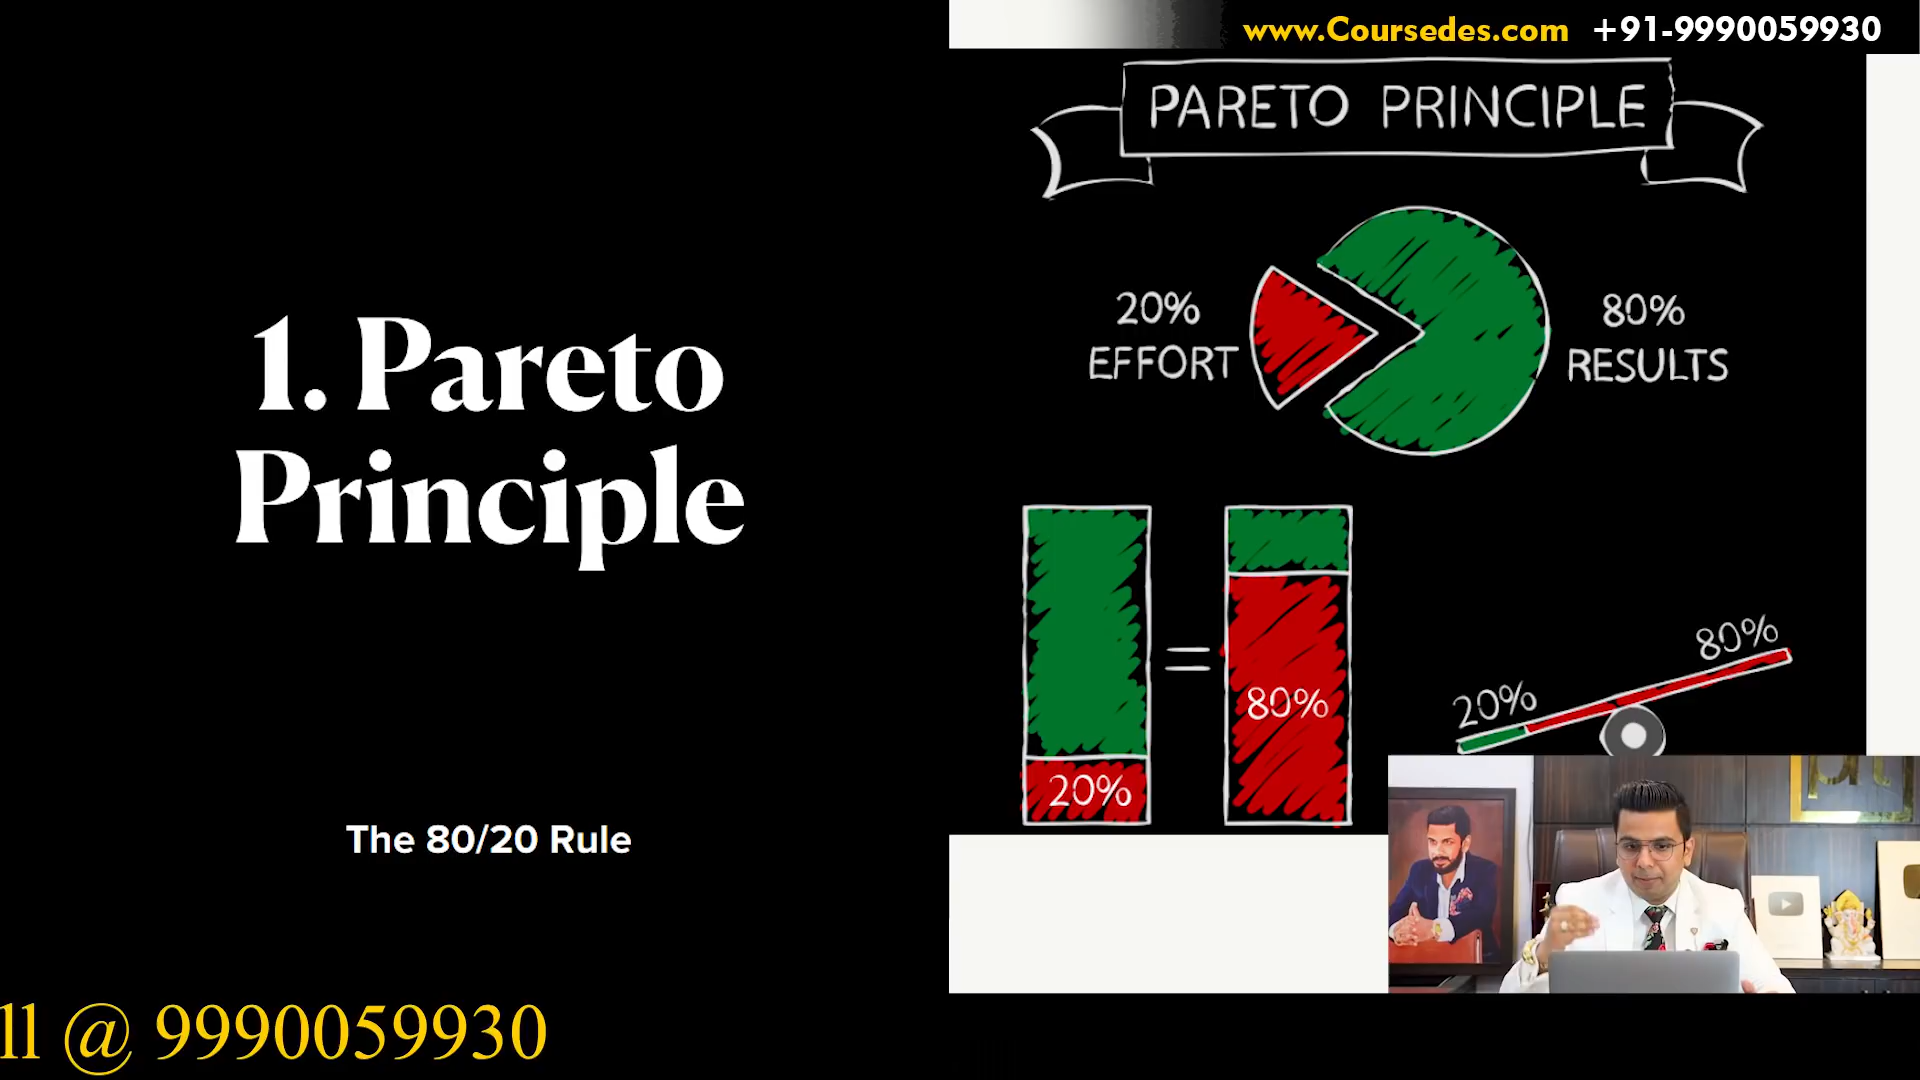 www.Coursedes.com +91-9990059930
PARETO PRINCIPLE
1. Pareto
Principle
The 80/20 Rule
20%
EFFORT
80%
RESULTS
20%
=
80%
20%
80%
ll @ 9990059930